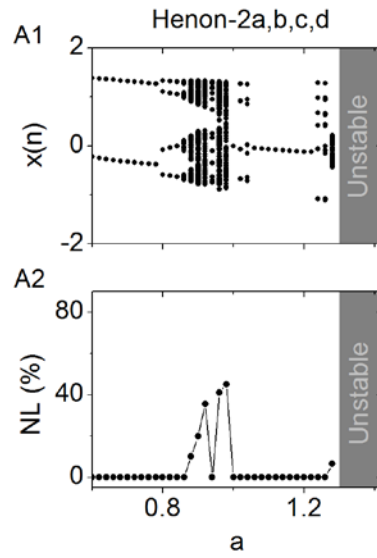 Henon-2a,b,c,d
A1
2
0
-2
x(n)
Unstable
A2
80
40
0
NL (%)
Unstable
0.8
1.2
a